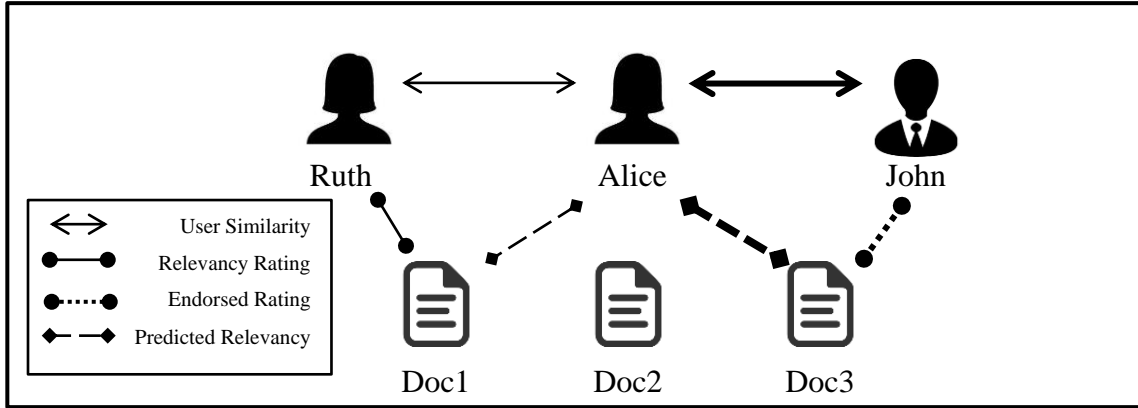 Ruth Alice John
User Similarity
Relevancy Rating
Endorsed Rating
Predicted Relevancy
Doc1 Doc2 Doc3